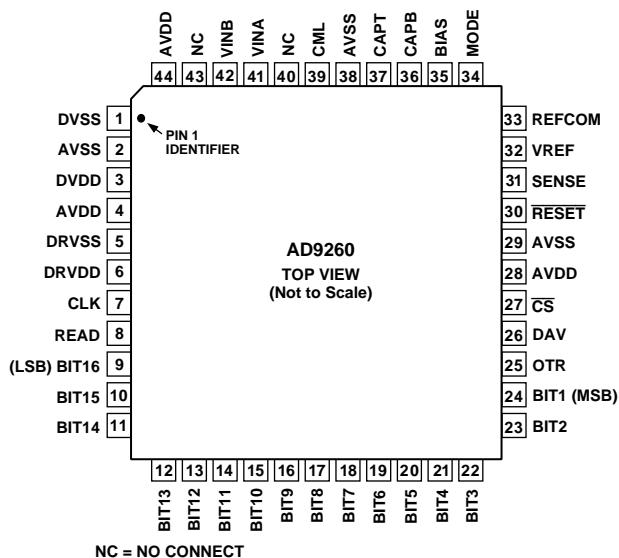 AVDD NC VINB VINA NC CML AVSS CAPT CAPB BIAS MODE
44 43 42 41 40 39 38 37 36 35 34
DVSS 1
AVSS 2
DVDD 3
AVDD 4
DRVSS 5
DRVDD 6
CLK 7
READ 8
(LSB) BIT16 9
BIT15 10
BIT14 11
PIN 1
IDENTIFIER
AD9260
TOP VIEW
(Not to Scale)
33 REFCOM
32 VREF
31 SENSE
30 RESET
29 AVSS
28 AVDD
27 CS
26 DAV
25 OTR
24 BIT1 (MSB)
23 BIT2
12 13 14 15 16 17 18 19 20 21 22
BIT13 BIT12 BIT11 BIT10 BIT9 BIT8 BIT7 BIT6 BIT5 BIT4 BIT3
NC = NO CONNECT